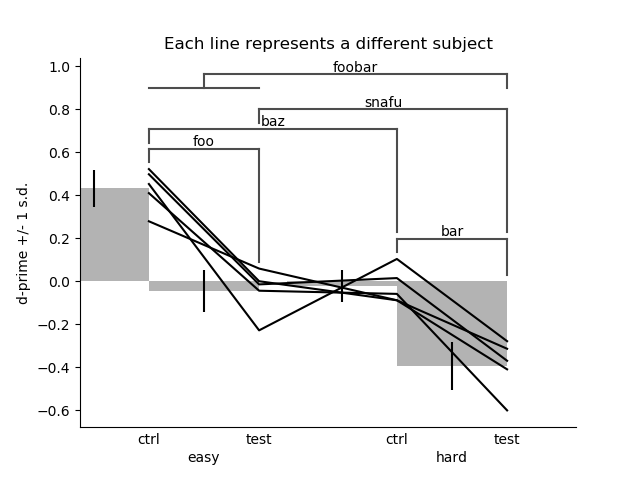 Each line represents a different subject
foobar
snafu
baz
foo
bar
d-prime +/- 1 s.d.
1.0
0.8
0.6
0.4
0.2
0.0
−0.2
−0.4
−0.6
ctrl test ctrl test
easy hard